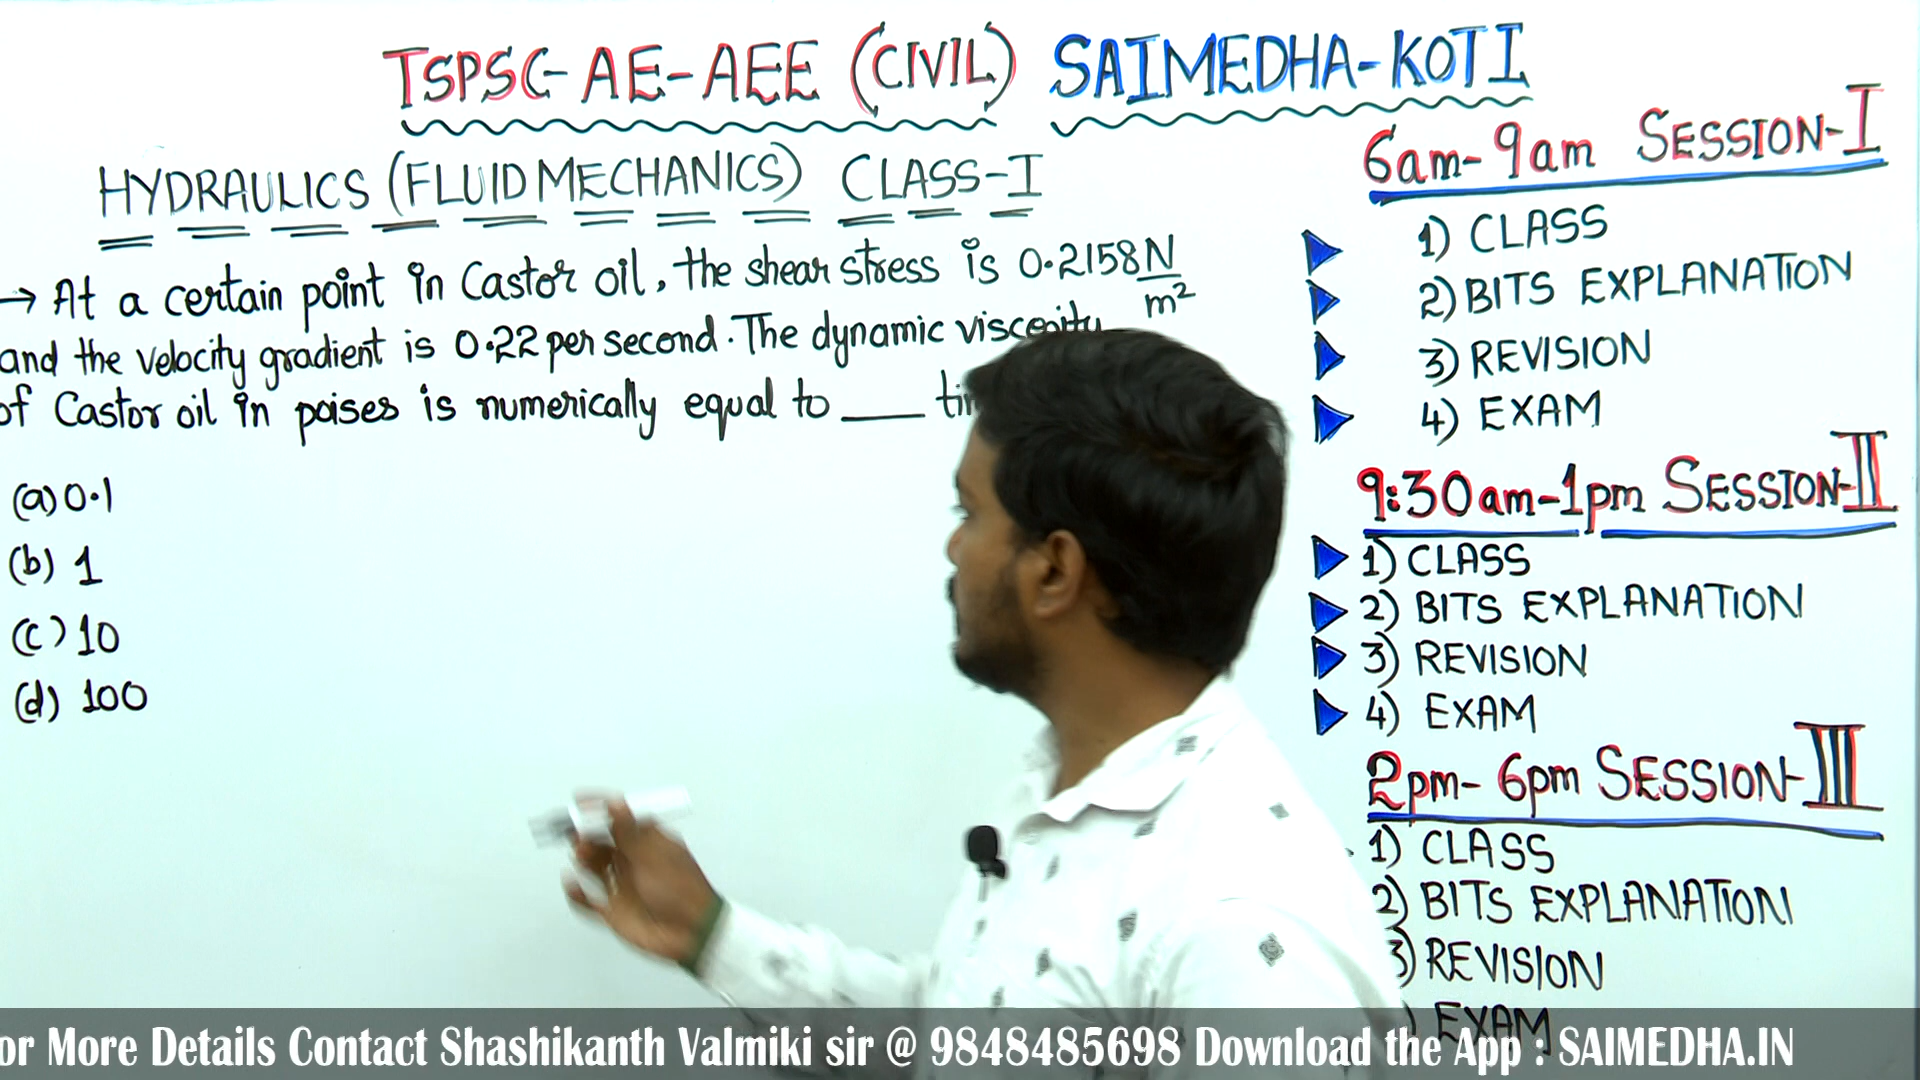 TSPSC-AE-AEE (CIVIL) SAIMEDHA-KOTI
HYDRAULICS (FLUID MECHANICS) CLASS-I
→ At a certain point in Castor oil, the shear stress is 0.2158 N/m²
and the velocity gradient is 0.22 per second. The dynamic viscosity
of Castor oil in poises is numerically equal to ____
(a) 0.1
(b) 1
(c) 10
(d) 100
6am-9am SESSION-I
1) CLASS
2) BITS EXPLANATION
3) REVISION
4) EXAM
9:30am-1pm SESSION-II
1) CLASS
2) BITS EXPLANATION
3) REVISION
4) EXAM
2pm-6pm SESSION-III
1) CLASS
2) BITS EXPLANATION
3) REVISION
) EXAM
or More Details Contact Shashikanth Valmiki sir @ 9848485698 Download the App : SAIMEDHA.IN